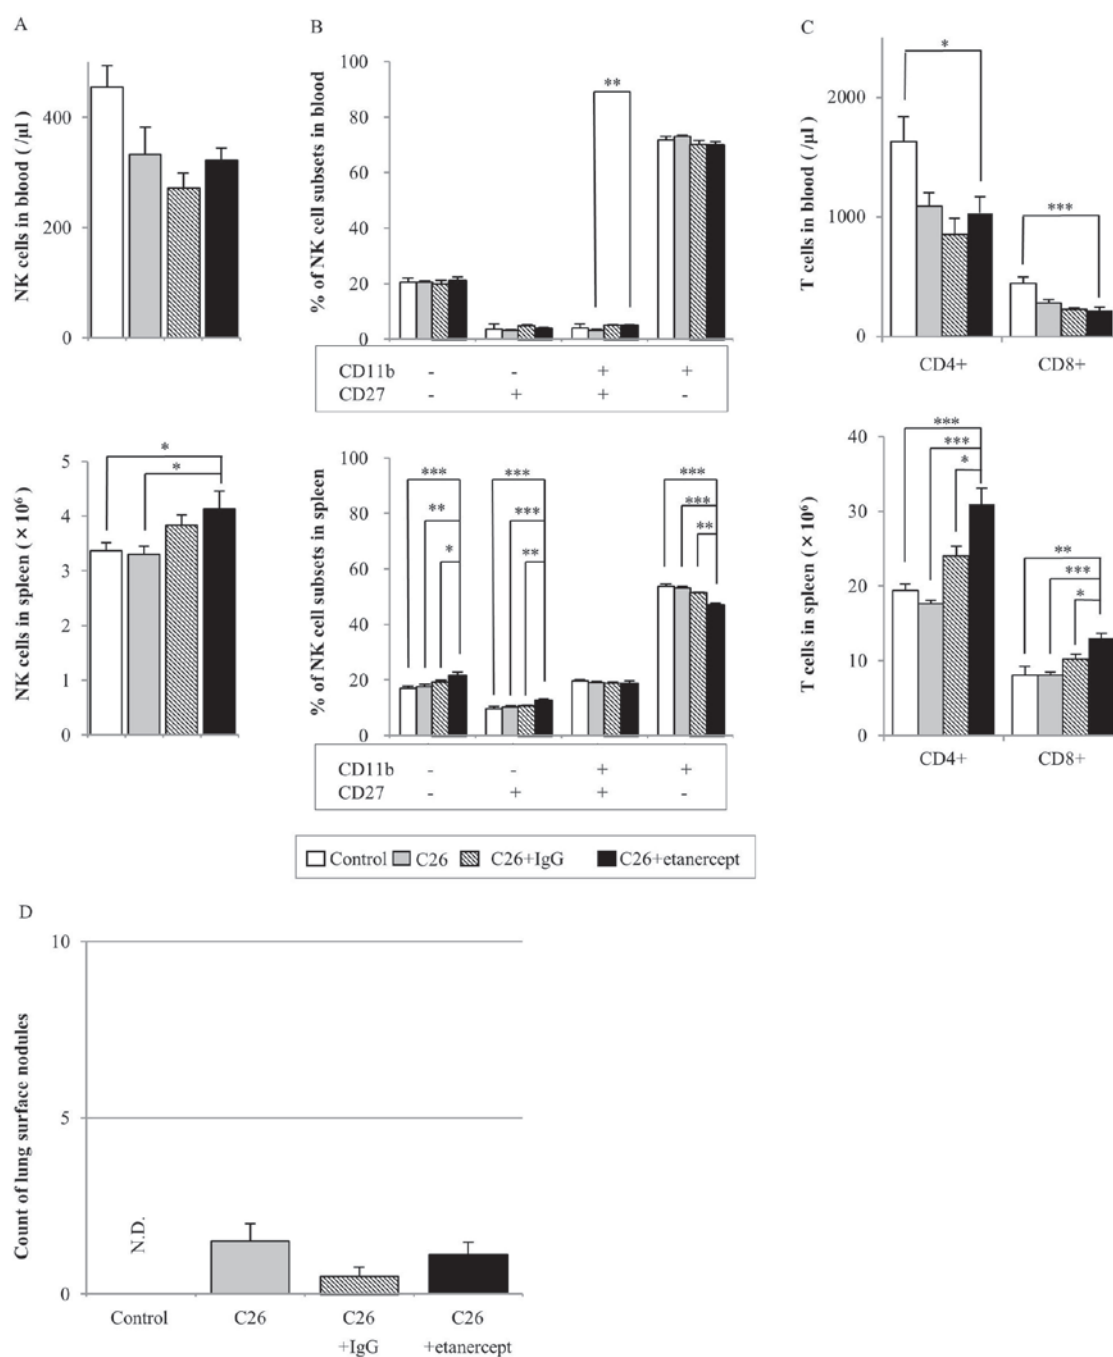 A
NK cells in blood ( /µl )
400
200
0
B
% of NK cell subsets in blood
100
80
60
40
20
0
**
CD11b - - + +
CD27 - + + -
C
T cells in blood ( /µl )
2000
1000
0
*
***
CD4+ CD8+
NK cells in spleen ( × 10⁶ )
5
4
3
2
1
0
*
*
% of NK cell subsets in spleen
100
80
60
40
20
0
*** *** ***
** *** ***
* ** **
CD11b - - + +
CD27 - + + -
T cells in spleen ( × 10⁶ )
40
30
20
10
0
***
***
*
**
***
*
CD4+ CD8+
Control C26 C26+IgG C26+etanercept
D
Count of lung surface nodules
10
5
0
N.D.
Control C26 C26 C26
+IgG +etanercept